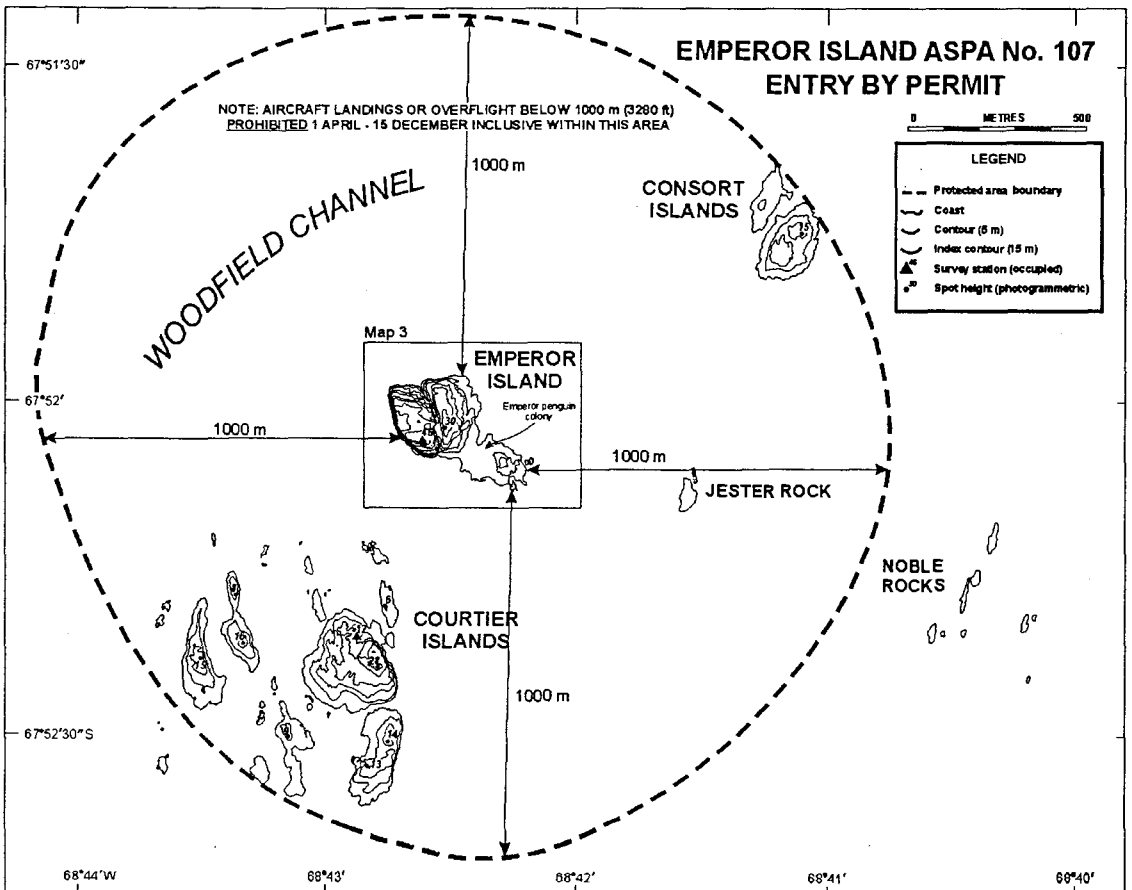 EMPEROR ISLAND ASPA No. 107
ENTRY BY PERMIT
67°51'30"
NOTE: AIRCRAFT LANDINGS OR OVERFLIGHT BELOW 1000 m (3280 ft)
PROHIBITED 1 APRIL - 15 DECEMBER INCLUSIVE WITHIN THIS AREA
0 METRES 500
LEGEND
Protected area boundary
Coast
Contour (5 m)
Index contour (15 m)
Survey station (occupied)
Spot height (photogrammetric)
1000 m
CONSORT
ISLANDS
15
WOODFIELD CHANNEL
Map 3
EMPEROR
ISLAND
67°52'
Emperor penguin
colony
30
1000 m
1000 m
JESTER ROCK
NOBLE
ROCKS
COURTIER
ISLANDS
1000 m
67°52'30"S
14
13
68°44'W
68°43'
68°42'
68°41'
68°40'